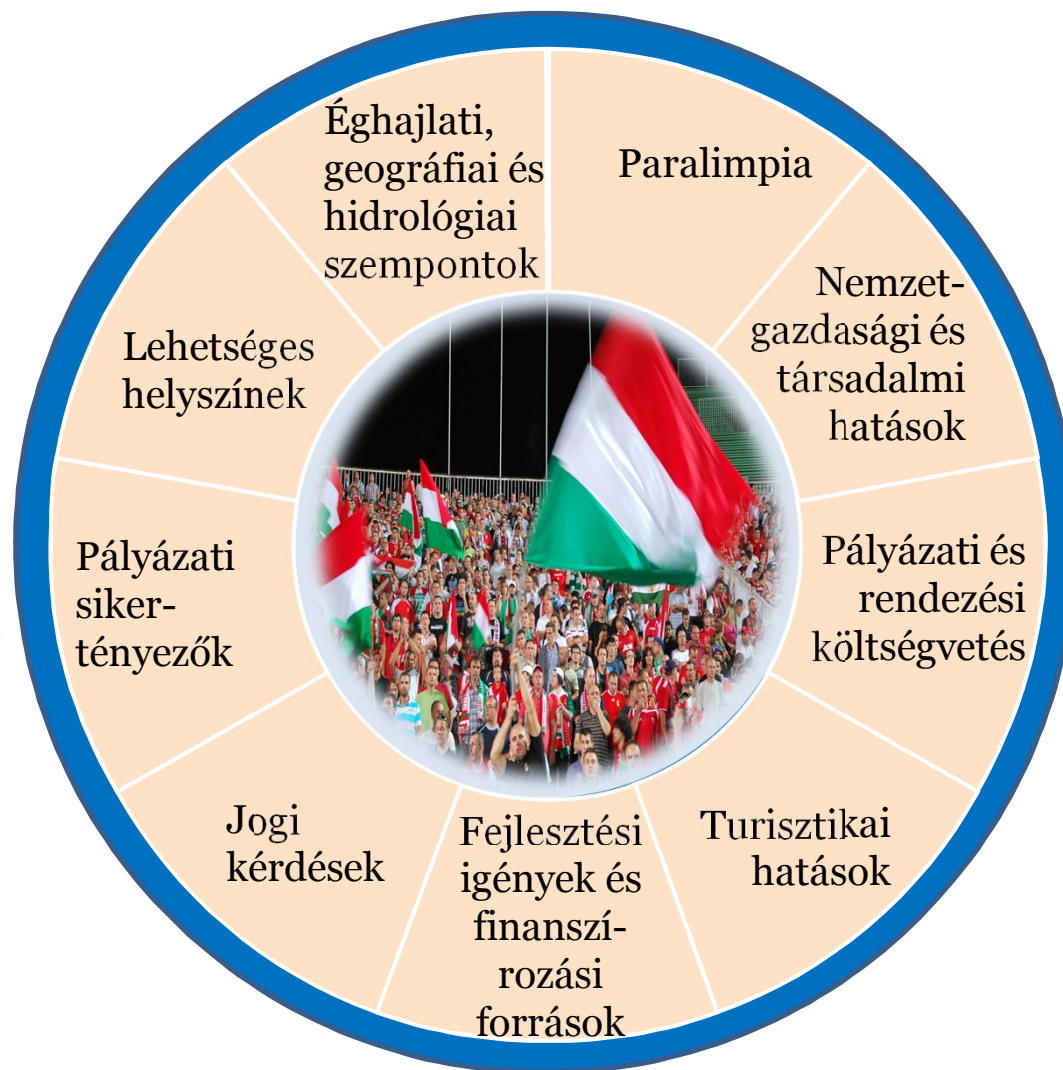 Éghajlati,
geográfiai és
hidrológiai
szempontok
Paralimpia
Nemzet-
gazdasági és
társadalmi
hatások
Pályázati és
rendezési
költségvetés
Turisztikai
hatások
Fejlesztési
igények és
finanszí-
rozási
források
Jogi
kérdések
Pályázati
siker-
tényezők
Lehetséges
helyszínek